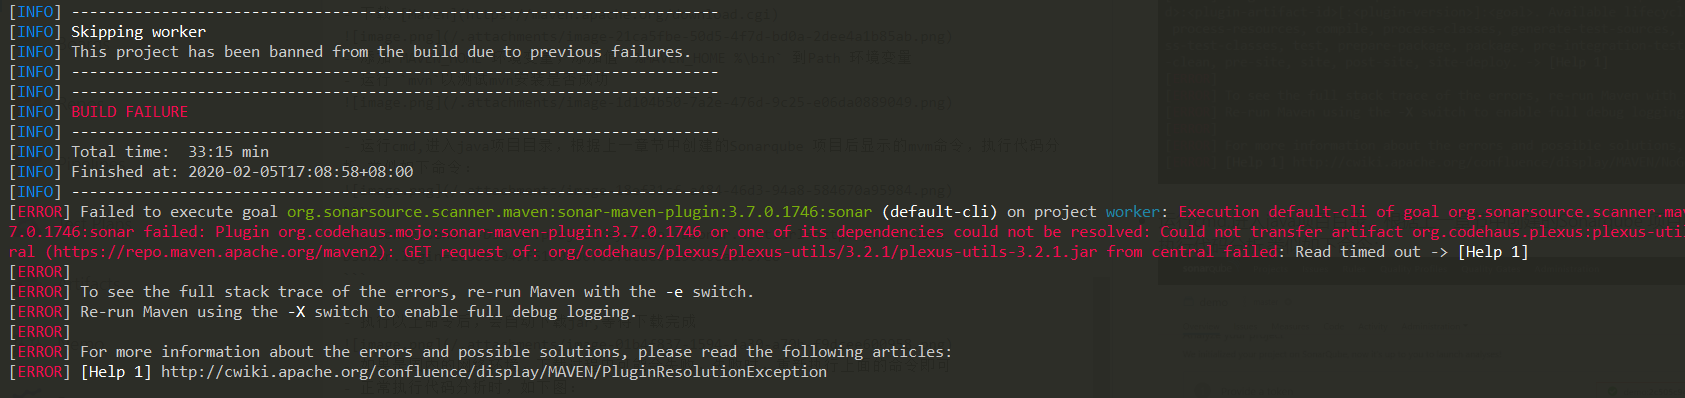 [INFO] ------------------------------------------------------------------------
[INFO] Skipping worker
[INFO] This project has been banned from the build due to previous failures.
[INFO] ------------------------------------------------------------------------
[INFO] ------------------------------------------------------------------------
[INFO] BUILD FAILURE
[INFO] ------------------------------------------------------------------------
[INFO] Total time:  33:15 min
[INFO] Finished at: 2020-02-05T17:08:58+08:00
[INFO] ------------------------------------------------------------------------
[ERROR] Failed to execute goal org.sonarsource.scanner.maven:sonar-maven-plugin:3.7.0.1746:sonar (default-cli) on project worker: Execution default-cli of goal org.sonarsource.scanner.ma
7.0.1746:sonar failed: Plugin org.codehaus.mojo:sonar-maven-plugin:3.7.0.1746 or one of its dependencies could not be resolved: Could not transfer artifact org.codehaus.plexus:plexus-uti
ral (https://repo.maven.apache.org/maven2): GET request of: org/codehaus/plexus/plexus-utils/3.2.1/plexus-utils-3.2.1.jar from central failed: Read timed out -> [Help 1]
[ERROR]
[ERROR] To see the full stack trace of the errors, re-run Maven with the -e switch.
[ERROR] Re-run Maven using the -X switch to enable full debug logging.
[ERROR]
[ERROR] For more information about the errors and possible solutions, please read the following articles:
[ERROR] [Help 1] http://cwiki.apache.org/confluence/display/MAVEN/PluginResolutionException